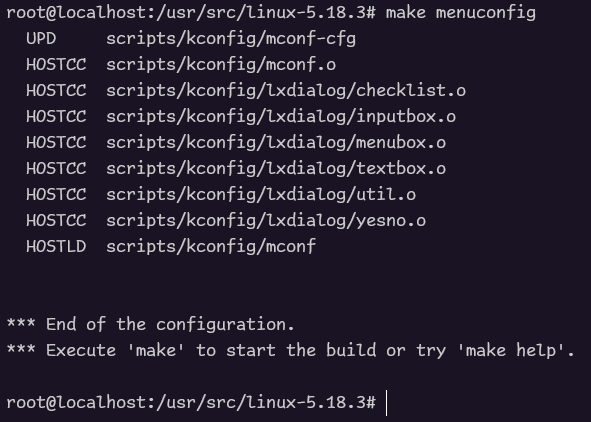 root@localhost:/usr/src/linux-5.18.3# make menuconfig
UPD scripts/kconfig/mconf-cfg
HOSTCC scripts/kconfig/mconf.o
HOSTCC scripts/kconfig/lxdialog/checklist.o
HOSTCC scripts/kconfig/lxdialog/inputbox.o
HOSTCC scripts/kconfig/lxdialog/menubox.o
HOSTCC scripts/kconfig/lxdialog/textbox.o
HOSTCC scripts/kconfig/lxdialog/util.o
HOSTCC scripts/kconfig/lxdialog/yesno.o
HOSTLD scripts/kconfig/mconf
*** End of the configuration.
*** Execute 'make' to start the build or try 'make help'.
root@localhost:/usr/src/linux-5.18.3#